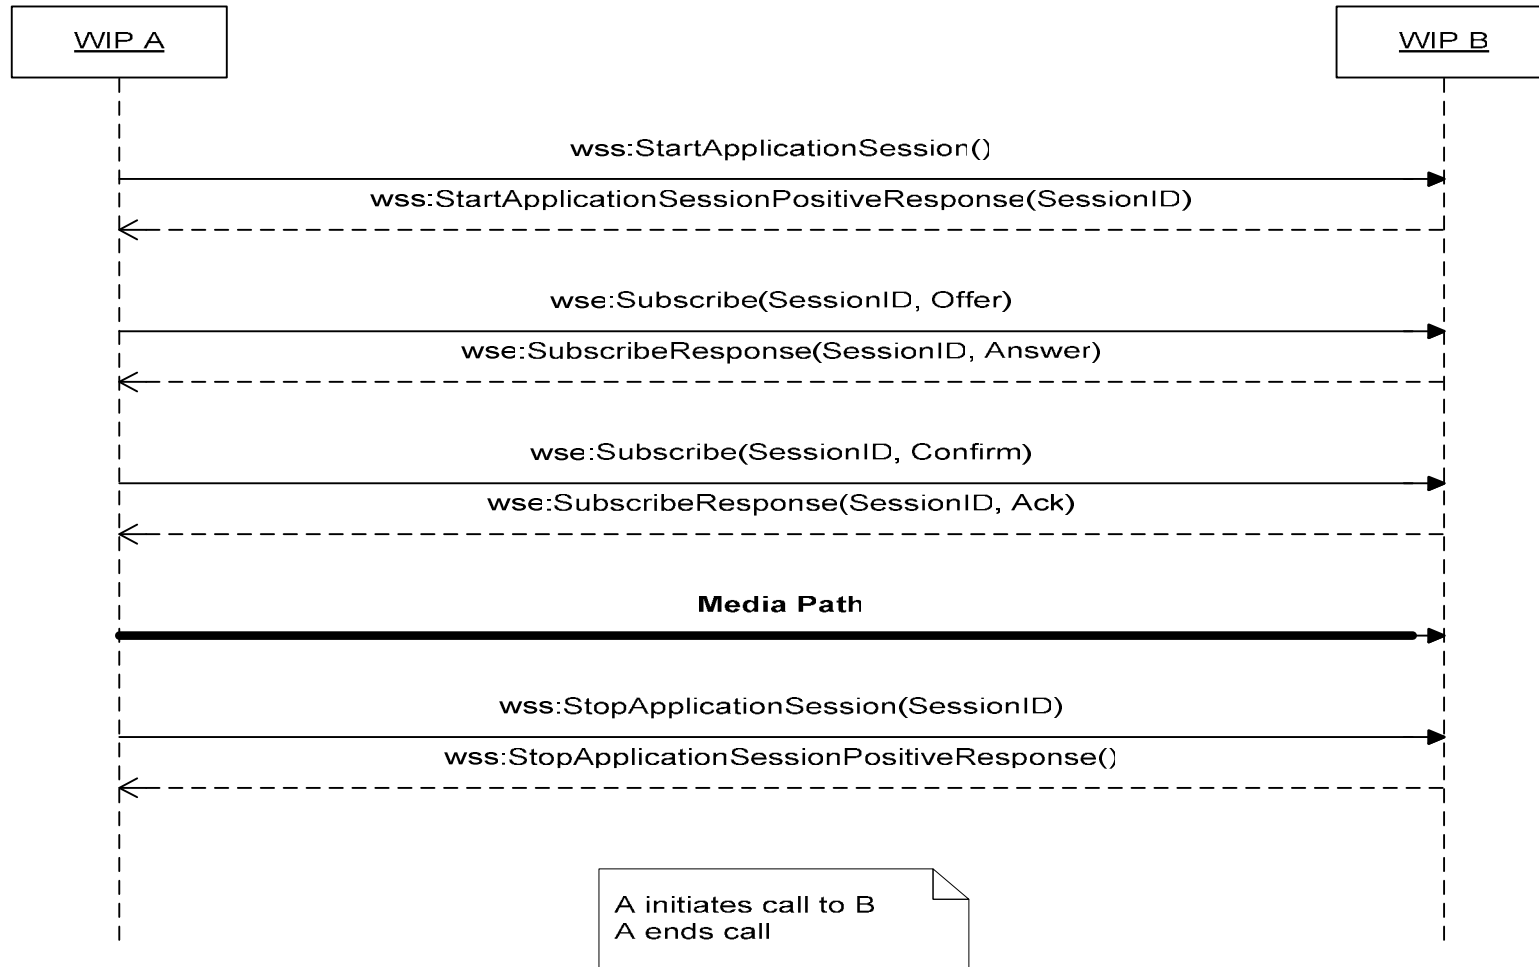 WIP A
WIP B
wss:StartApplicationSession()
wss:StartApplicationSessionPositiveResponse(SessionID)
wse:Subscribe(SessionID, Offer)
wse:SubscribeResponse(SessionID, Answer)
wse:Subscribe(SessionID, Confirm)
wse:SubscribeResponse(SessionID, Ack)
Media Path
wss:StopApplicationSession(SessionID)
wss:StopApplicationSessionPositiveResponse()
A initiates call to B
A ends call